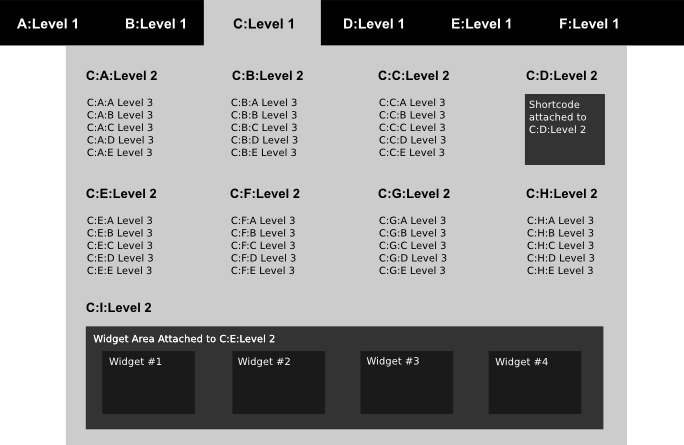 A:Level 1 B:Level 1 C:Level 1 D:Level 1 E:Level 1 F:Level 1
C:A:Level 2
C:A:A Level 3
C:A:B Level 3
C:A:C Level 3
C:A:D Level 3
C:A:E Level 3
C:B:Level 2
C:B:A Level 3
C:B:B Level 3
C:B:C Level 3
C:B:D Level 3
C:B:E Level 3
C:C:Level 2
C:C:A Level 3
C:C:B Level 3
C:C:C Level 3
C:C:D Level 3
C:C:E Level 3
C:D:Level 2
Shortcode
attached to
C:D:Level 2
C:E:Level 2
C:E:A Level 3
C:E:B Level 3
C:E:C Level 3
C:E:D Level 3
C:E:E Level 3
C:F:Level 2
C:F:A Level 3
C:F:B Level 3
C:F:C Level 3
C:F:D Level 3
C:F:E Level 3
C:G:Level 2
C:G:A Level 3
C:G:B Level 3
C:G:C Level 3
C:G:D Level 3
C:G:E Level 3
C:H:Level 2
C:H:A Level 3
C:H:B Level 3
C:H:C Level 3
C:H:D Level 3
C:H:E Level 3
C:I:Level 2
Widget Area Attached to C:E:Level 2
Widget #1
Widget #2
Widget #3
Widget #4